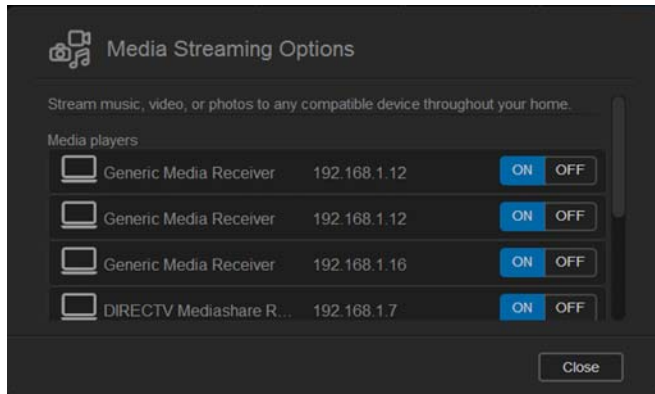 Media Streaming Options
Stream music, video, or photos to any compatible device throughout your home.
Media players
Generic Media Receiver 192.168.1.12 ON OFF
Generic Media Receiver 192.168.1.12 ON OFF
Generic Media Receiver 192.168.1.16 ON OFF
DIRECTV Mediashare R... 192.168.1.7 ON OFF
Close